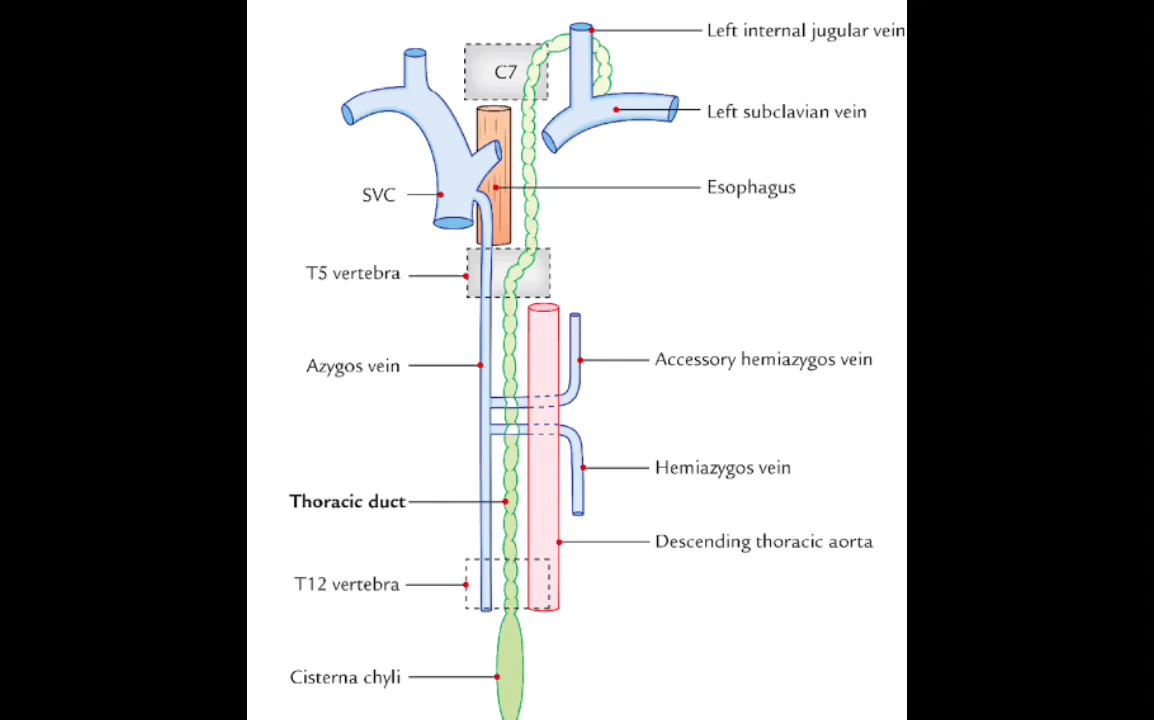 Left internal jugular vein
C7
Left subclavian vein
Esophagus
SVC
T5 vertebra
Azygos vein
Accessory hemiazygos vein
Hemiazygos vein
Thoracic duct
Descending thoracic aorta
T12 vertebra
Cisterna chyli